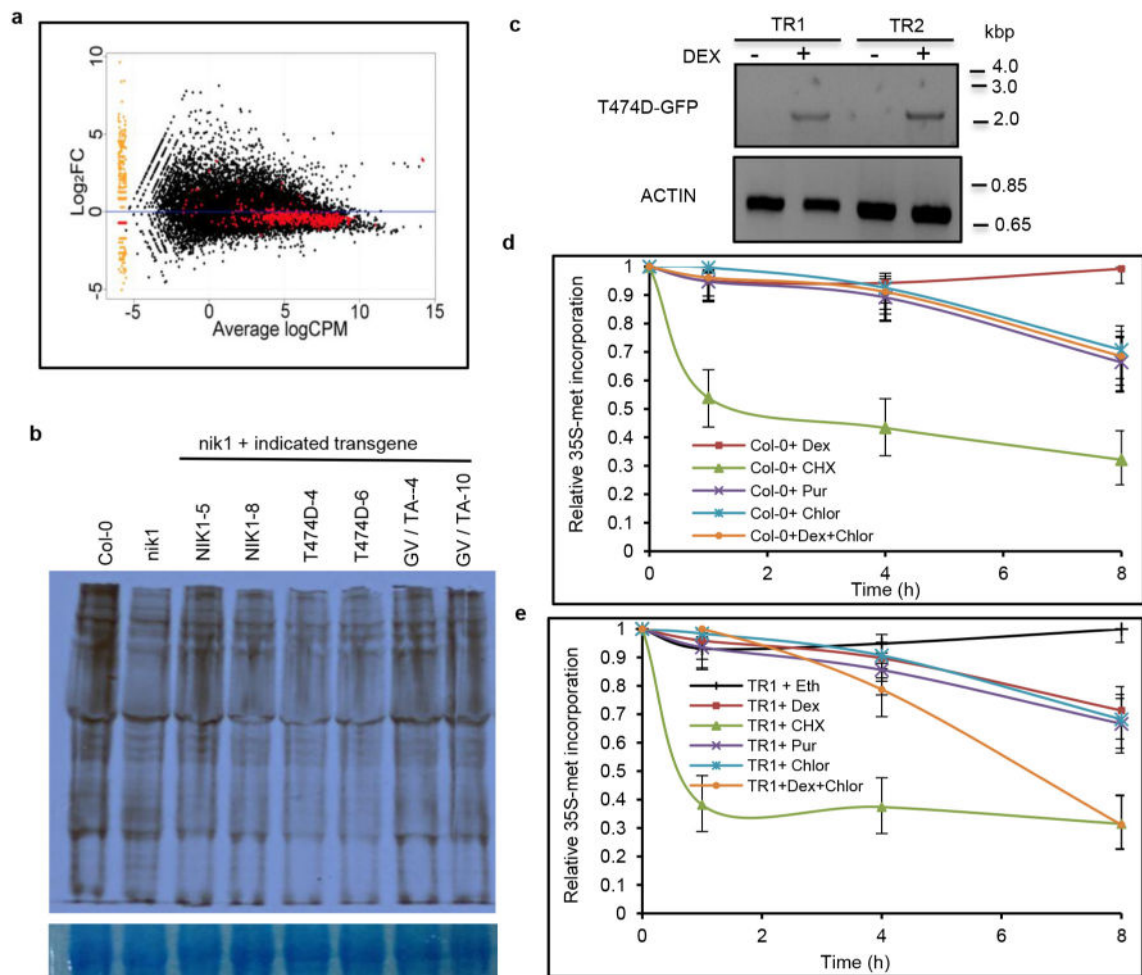 a
Log2FC
10
5
0
-5
-5
0
5
10
15
Average logCPM
b
nik1 + indicated transgene
Col-0
nik1
NIK1-5
NIK1-8
T474D-4
T474D-6
GV / TA--4
GV / TA-10
c
TR1
TR2
kbp
DEX
-
+
-
+
T474D-GFP
4.0
3.0
2.0
ACTIN
0.85
0.65
d
Relative 35S-met incorporation
1
0.9
0.8
0.7
0.6
0.5
0.4
0.3
0.2
0.1
0
Col-0+ Dex
Col-0+ CHX
Col-0+ Pur
Col-0+ Chlor
Col-0+Dex+Chlor
0
2
4
6
8
Time (h)
e
Relative 35S-met incorporation
1
0.9
0.8
0.7
0.6
0.5
0.4
0.3
0.2
0.1
0
TR1 + Eth
TR1+ Dex
TR1+ CHX
TR1+ Pur
TR1+ Chlor
TR1+Dex+Chlor
0
2
4
6
8
Time (h)